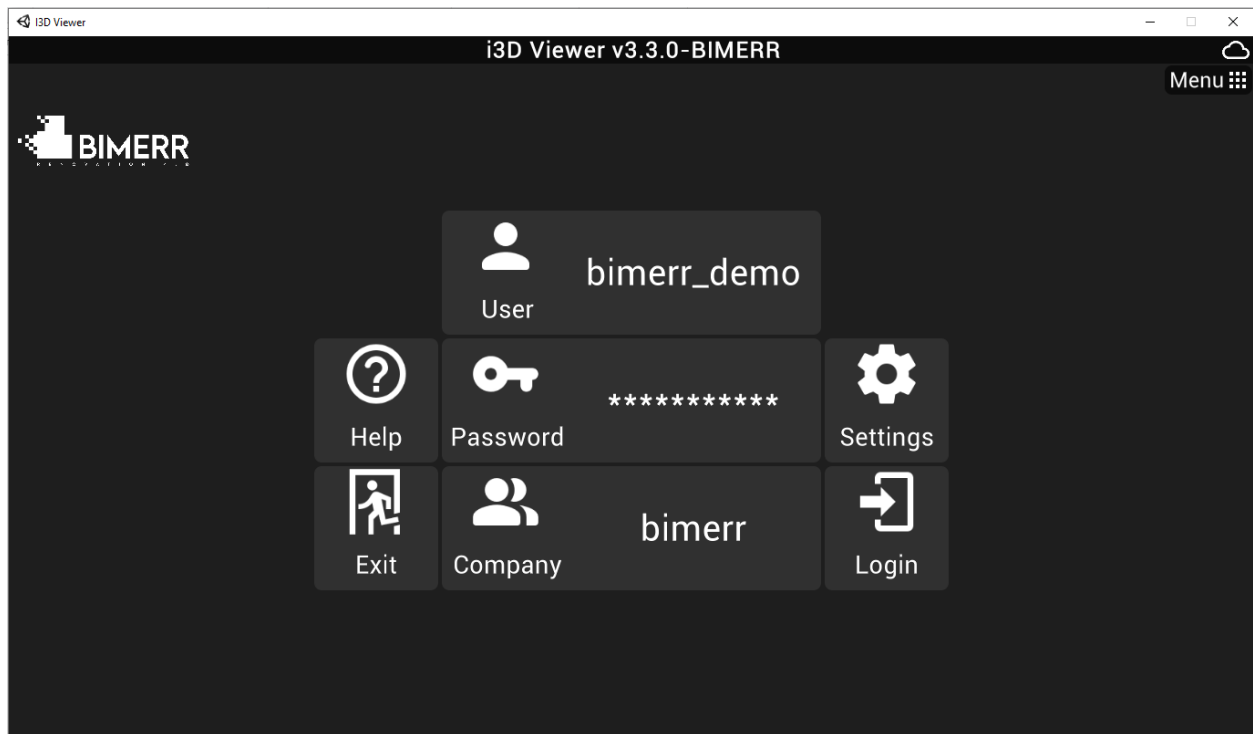 I3D Viewer
i3D Viewer v3.3.0-BIMERR
Menu
BIMERR
bimerr_demo
User
Help
Password
***********
Settings
Exit
Company
bimerr
Login